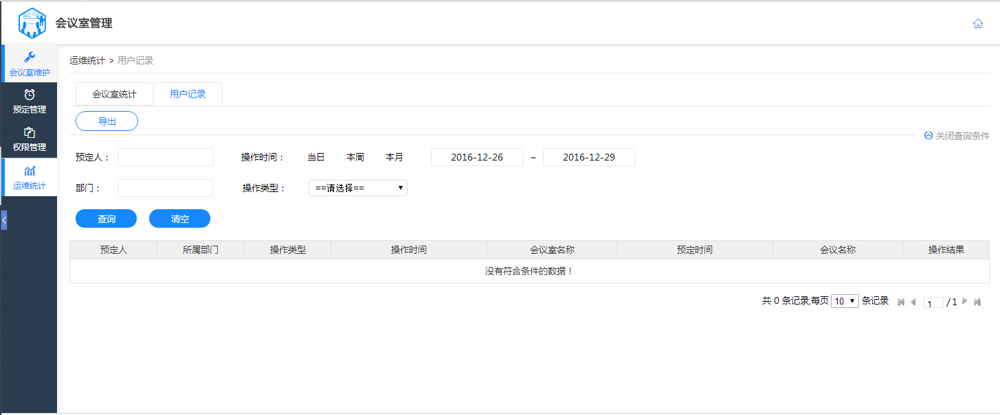 会议室管理
会议室维护
预定管理
权限管理
运维统计
运维统计 > 用户记录
会议室统计 用户记录
导出
关闭查询条件
预定人： 操作时间： 当日 本周 本月 2016-12-26 ~ 2016-12-29
部门： 操作类型： ==请选择==
查询 清空
预定人 所属部门 操作类型 操作时间 会议室名称 预定时间 会议名称 操作结果
没有符合条件的数据！
共 0 条记录,每页 10 条记录 1 / 1